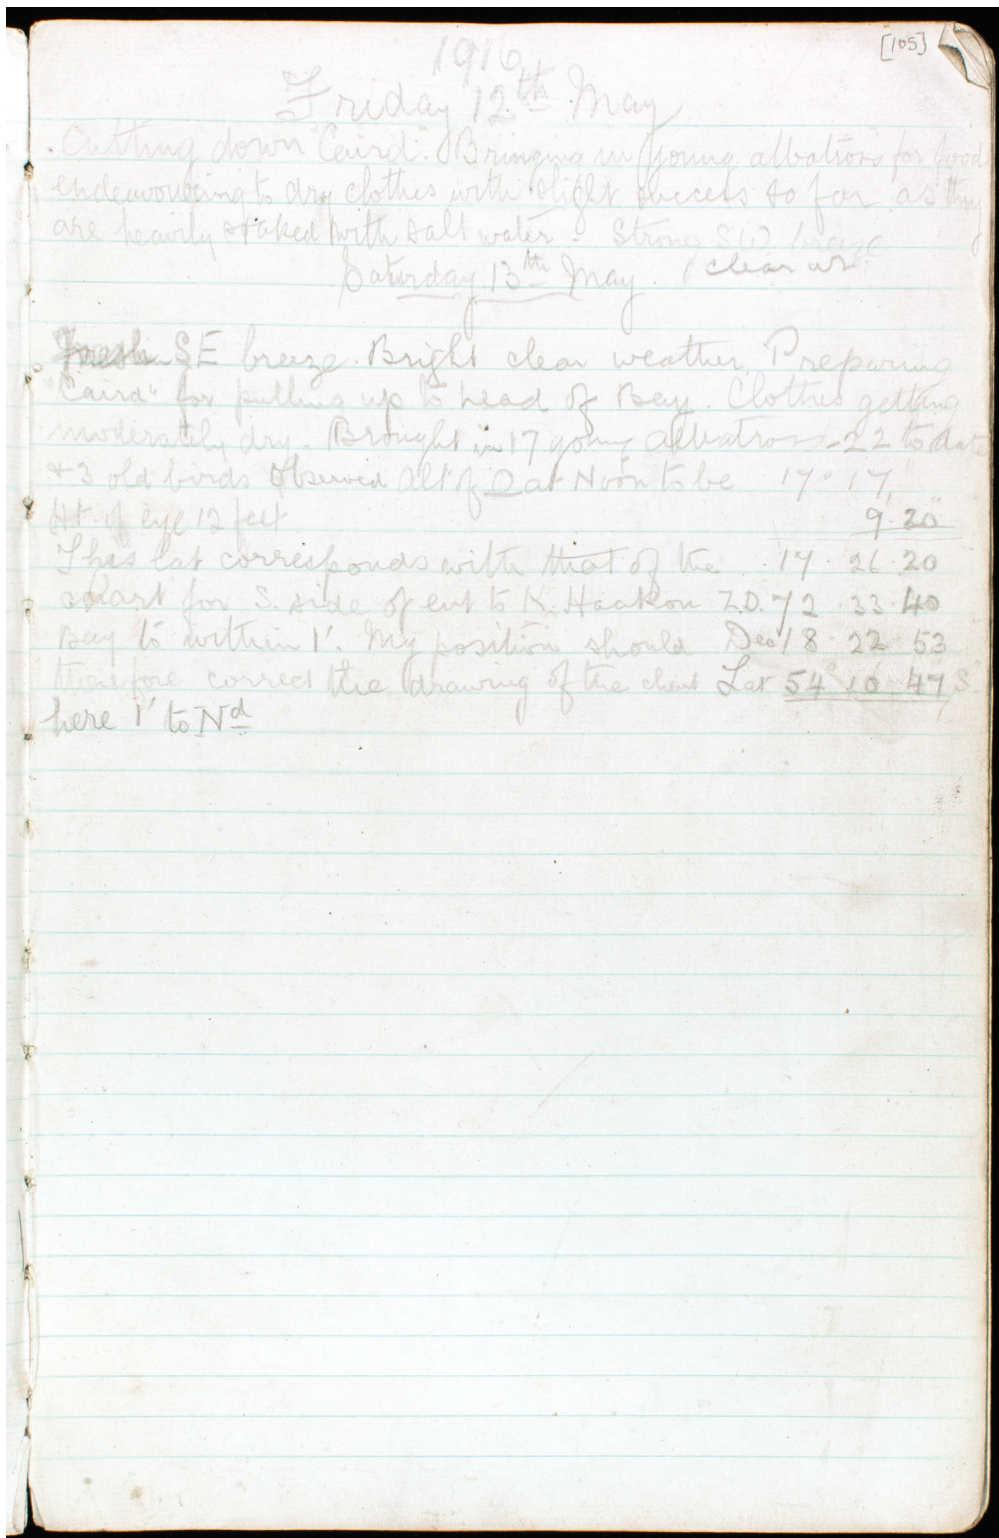 [105]
1916
Friday 12th May
Cutting down "Caird". Bringing in young albatross for food
endeavouring to dry clothes with slight success so far as they
are heavily soaked with salt water - Strong SW breeze
clear wr
Saturday 13th May
Fresh SE breeze. Bright clear weather. Preparing
"Caird" for pulling up to head of Bay. Clothes getting
moderately dry. Brought in 17 young albatross - 22 to date
& 3 old birds Observed Alt of at Noon to be 17° 17'
Ht of eye 12 feet 9' 20"
This lat corresponds with that of the 17 . 26 . 20
chart for S. side of ent to K. Haakon Z.D. 72 . 33 . 40
Bay to within 1'. My position should Dec 18 . 22 . 53
therefore correct the drawing of the chart Lat 54° 10' 47" S.
here 1' to Nd